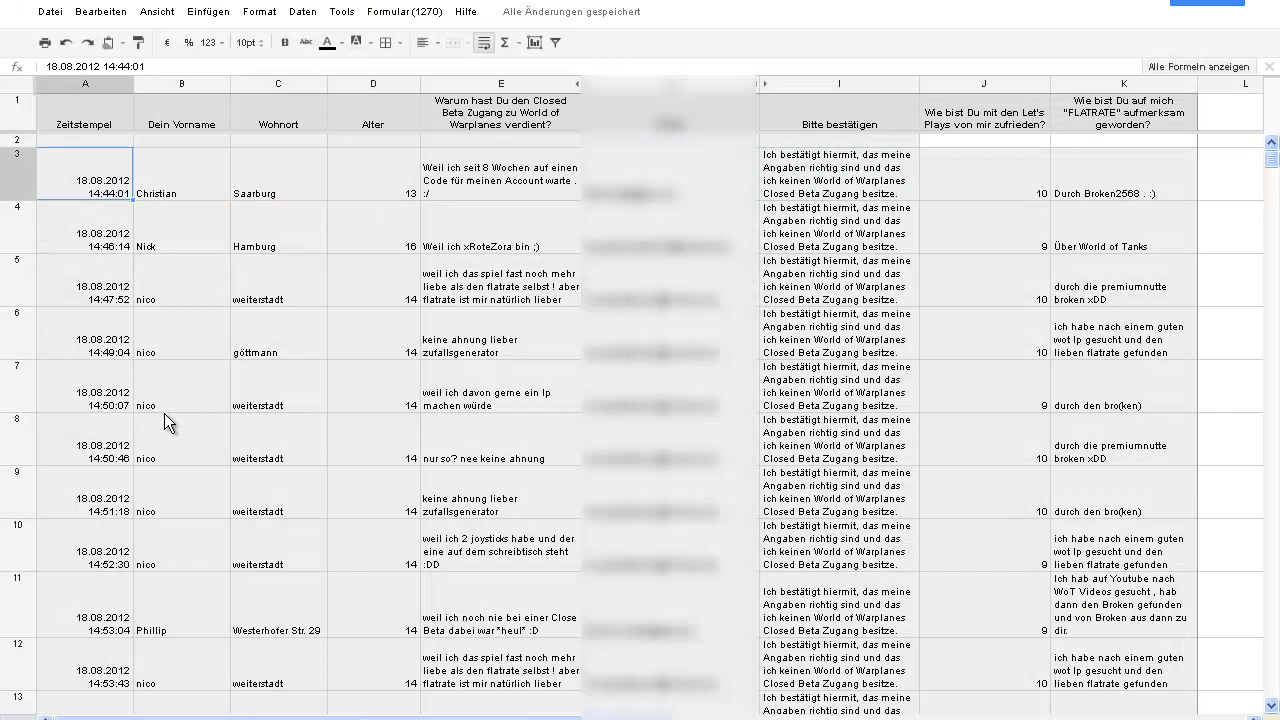 Datei Bearbeiten Ansicht Einfügen Format Daten Tools Formular (1270) Hilfe Alle Änderungen gespeichert
€ % 123 10pt B Abc A A Σ
fx 18.08.2012 14:44:01 Alle Formeln anzeigen
A B C D E I J K L
1 Zeitstempel Dein Vorname Wohnort Alter
Warum hast Du den Closed
Beta Zugang zu World of
Warplanes verdient?
Bitte bestätigen
Wie bist Du mit den Let's
Plays von mir zufrieden?
Wie bist Du auf mich
"FLATRATE" aufmerksam
geworden?
2
3
18.08.2012
14:44:01 Christian Saarburg 13
Weil ich seit 8 Wochen auf einen
Code für meinen Account warte .
:/
Ich bestätigt hiermit, das meine
Angaben richtig sind und das
ich keinen World of Warplanes
Closed Beta Zugang besitze.
10 Durch Broken2568 . :)
4
18.08.2012
14:46:14 Nick Hamburg 16 Weil ich xRoteZora bin ;)
Ich bestätigt hiermit, das meine
Angaben richtig sind und das
ich keinen World of Warplanes
Closed Beta Zugang besitze.
9 Über World of Tanks
5
18.08.2012
14:47:52 nico weiterstadt 14
weil ich das spiel fast noch mehr
liebe als den flatrate selbst ! aber
flatrate ist mir natürlich lieber
Ich bestätigt hiermit, das meine
Angaben richtig sind und das
ich keinen World of Warplanes
Closed Beta Zugang besitze.
10
durch die premiumnutte
broken xDD
6
18.08.2012
14:49:04 nico göttmann 14
keine ahnung lieber
zufallsgenerator
Ich bestätigt hiermit, das meine
Angaben richtig sind und das
ich keinen World of Warplanes
Closed Beta Zugang besitze.
10
ich habe nach einem guten
wot lp gesucht und den
lieben flatrate gefunden
7
18.08.2012
14:50:07 nico weiterstadt 14
weil ich davon gerne ein lp
machen würde
Ich bestätigt hiermit, das meine
Angaben richtig sind und das
ich keinen World of Warplanes
Closed Beta Zugang besitze.
9 durch den bro(ken)
8
18.08.2012
14:50:46 nico weiterstadt 14 nur so? nee keine ahnung
Ich bestätigt hiermit, das meine
Angaben richtig sind und das
ich keinen World of Warplanes
Closed Beta Zugang besitze.
10
durch die premiumnutte
broken xDD
9
18.08.2012
14:51:18 nico weiterstadt 14
keine ahnung lieber
zufallsgenerator
Ich bestätigt hiermit, das meine
Angaben richtig sind und das
ich keinen World of Warplanes
Closed Beta Zugang besitze.
10 durch den bro(ken)
10
18.08.2012
14:52:30 nico weiterstadt 14
weil ich 2 joysticks habe und der
eine auf dem schreibtisch steht
:DD
Ich bestätigt hiermit, das meine
Angaben richtig sind und das
ich keinen World of Warplanes
Closed Beta Zugang besitze.
9
ich habe nach einem guten
wot lp gesucht und den
lieben flatrate gefunden
11
18.08.2012
14:53:04 Phillip Westerhofer Str. 29 14
weil ich noch nie bei einer Close
Beta dabei war *heul* :D
Ich bestätigt hiermit, das meine
Angaben richtig sind und das
ich keinen World of Warplanes
Closed Beta Zugang besitze.
9
Ich hab auf Youtube nach
WoT Videos gesucht , hab
dann den Broken gefunden
und von Broken aus dann zu
dir.
12
18.08.2012
14:53:43 nico weiterstadt 14
weil ich das spiel fast noch mehr
liebe als den flatrate selbst ! aber
flatrate ist mir natürlich lieber
Ich bestätigt hiermit, das meine
Angaben richtig sind und das
ich keinen World of Warplanes
Closed Beta Zugang besitze.
10
ich habe nach einem guten
wot lp gesucht und den
lieben flatrate gefunden
13
Ich bestätigt hiermit, das meine
Angaben richtig sind und das